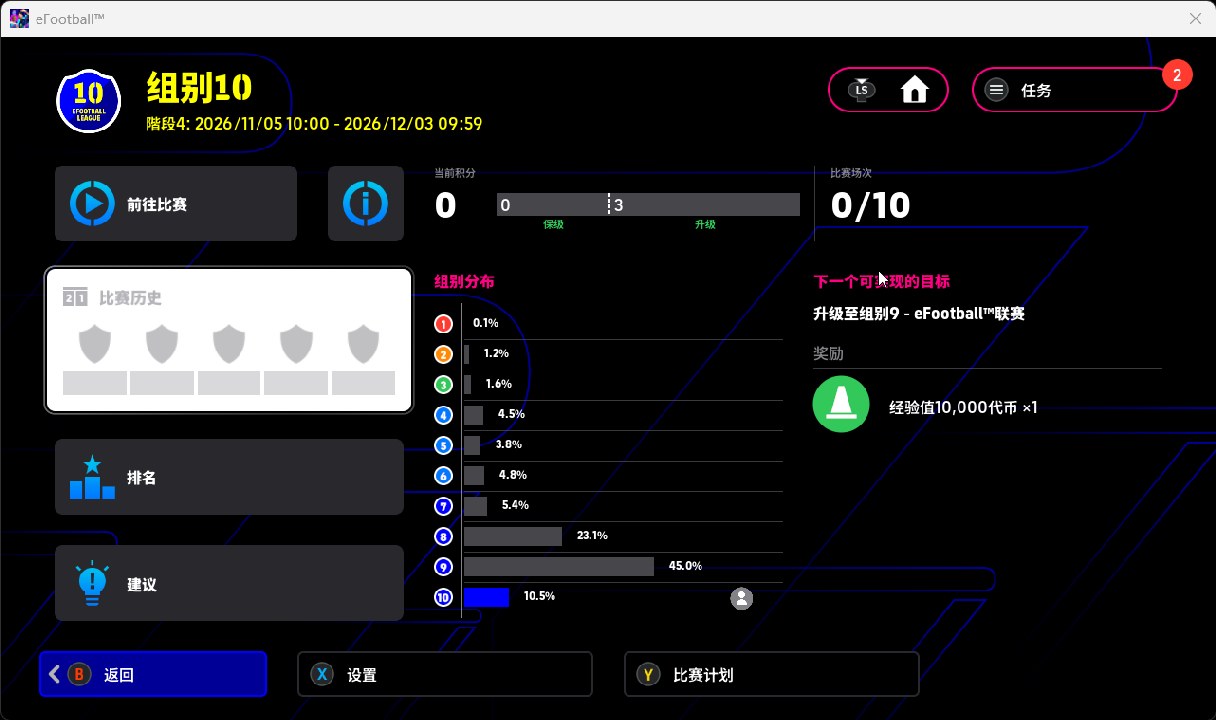 eFootball™
10
EFOOTBALL
LEAGUE
组别10
階段4: 2026/11/05 10:00 - 2026/12/03 09:59
LS
任务
2
前往比赛
当前积分
0
0
3
保级
升级
比赛场次
0/10
21
比赛历史
排名
建议
组别分布
1 0.1%
2 1.2%
3 1.6%
4 4.5%
5 3.8%
6 4.8%
7 5.4%
8 23.1%
9 45.0%
10 10.5%
下一个可实现的目标
升级至组别9 - eFootball™联赛
奖励
经验值10,000代币 ×1
B 返回
X 设置
Y 比赛计划